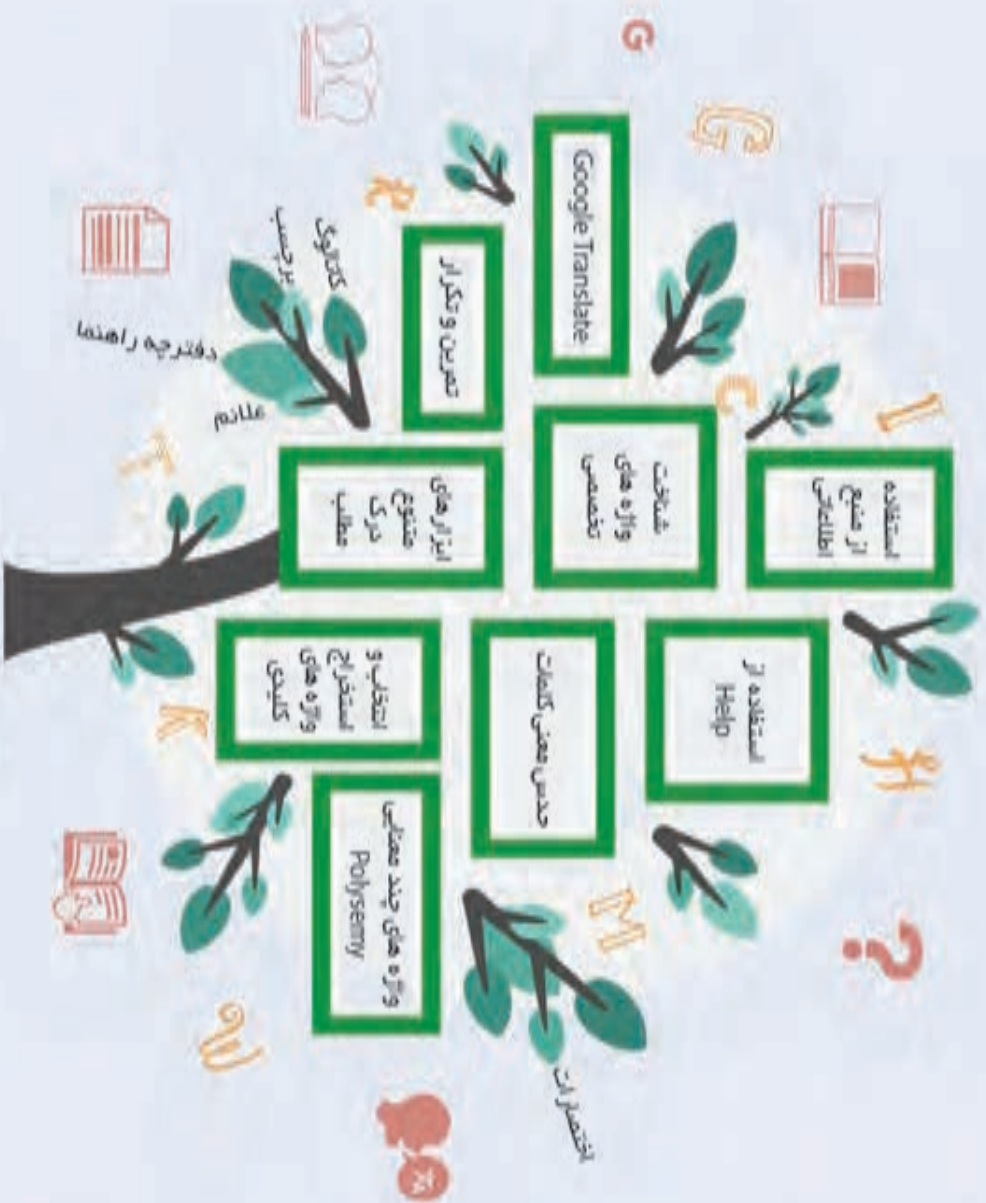 استفاده
از منبع
اطلاعاتی
استفاده از
Help
شناخت
واژه های
تخصصی
حدس معنی کلمات
Google Translate
تمرین و تکرار
ابزارهای
متنوع
درک
مطلب
انتخاب و
استخراج
واژه های
کلیدی
واژه های چند معنایی
Polysemy
اختصارات
کاتالوگ
برچسب
دفترچه راهنما
علائم
G
G
I
C
R
T
H
M
K
W
?